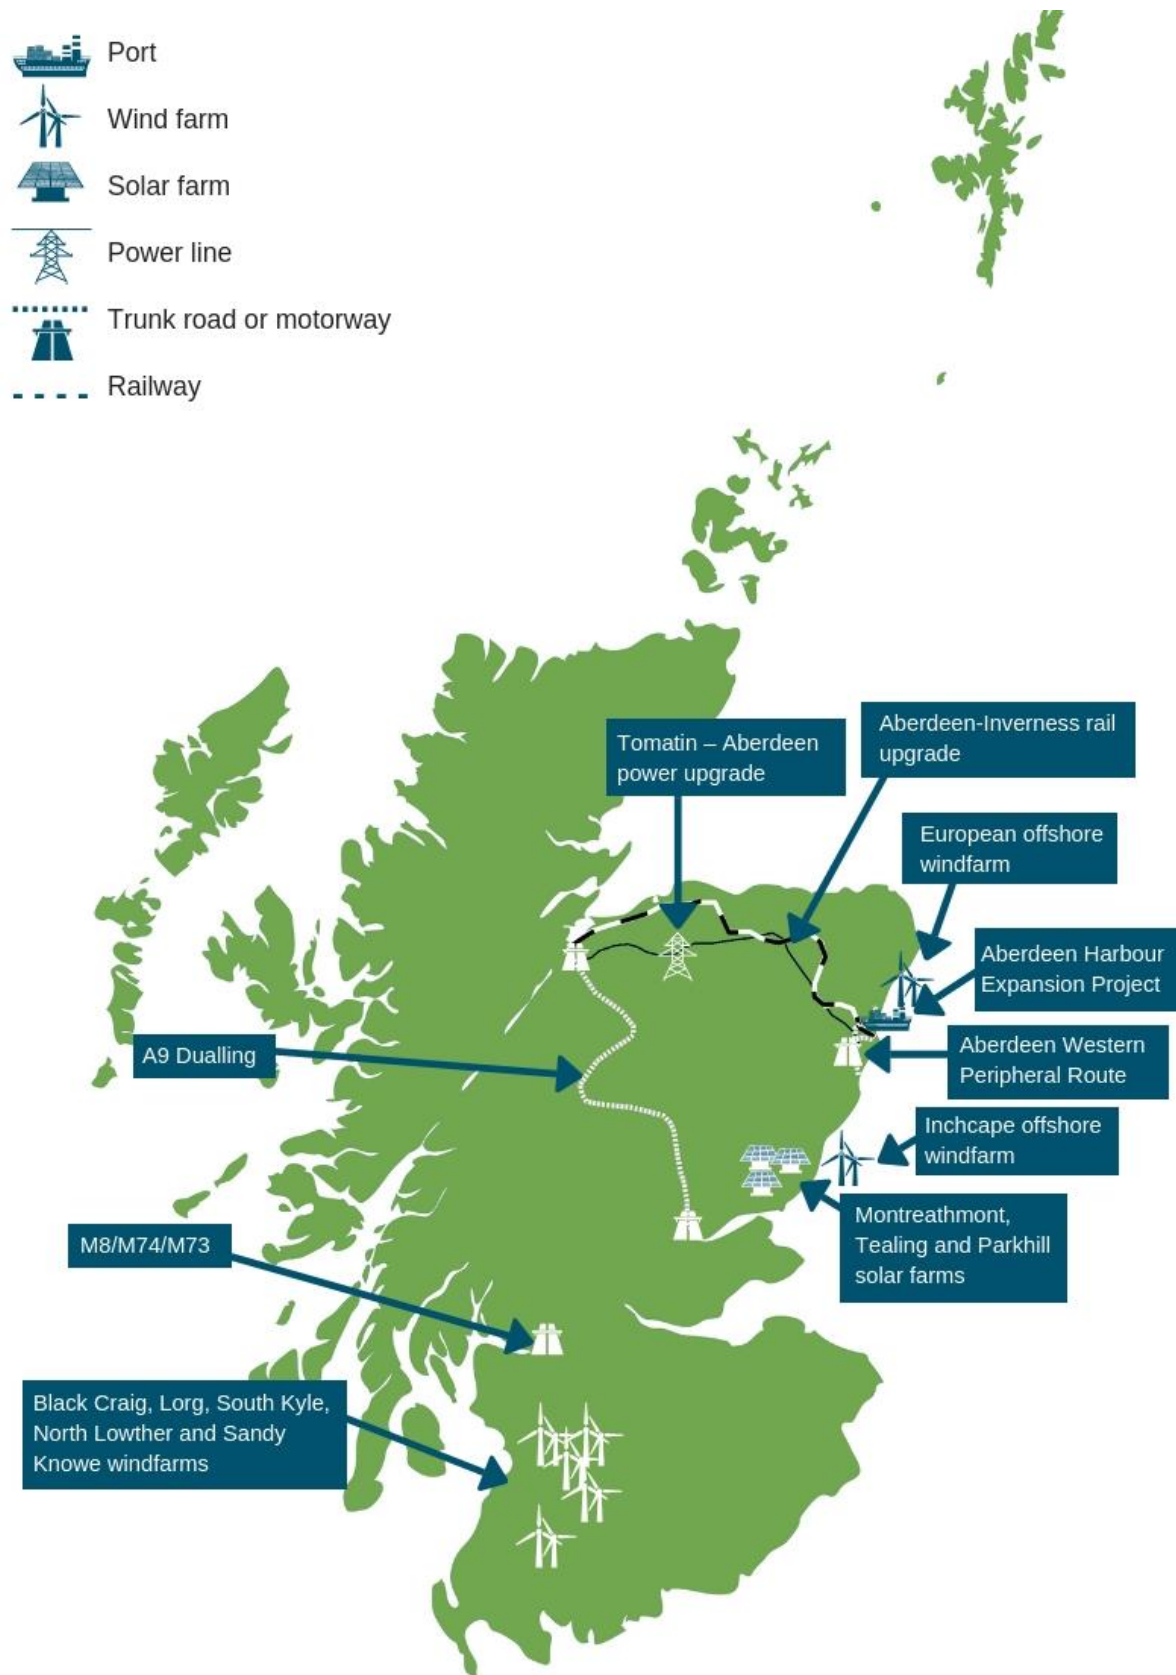 Port
Wind farm
Solar farm
Power line
Trunk road or motorway
Railway
Tomatin – Aberdeen
power upgrade
Aberdeen-Inverness rail
upgrade
European offshore
windfarm
Aberdeen Harbour
Expansion Project
A9 Dualling
Aberdeen Western
Peripheral Route
Inchcape offshore
windfarm
Montreathmont,
Tealing and Parkhill
solar farms
M8/M74/M73
Black Craig, Lorg, South Kyle,
North Lowther and Sandy
Knowe windfarms